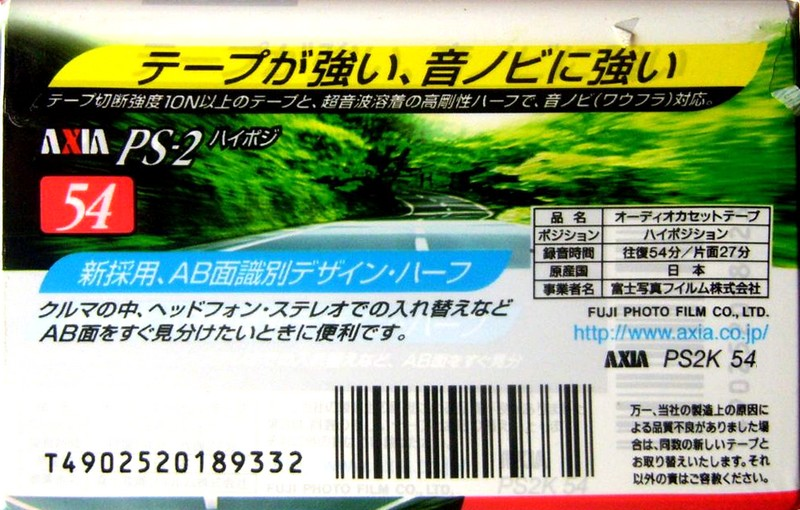 テープが強い、音ノビに強い
テープ切断強度10N以上のテープと、超音波溶着の高剛性ハーフで、音ノビ(ワウフラ)対応。
AXIA PS-2 ハイポジ
54
品名 オーディオカセットテープ
ポジション ハイポジション
録音時間 往復54分/片面27分
原産国 日本
事業者名 富士写真フイルム株式会社
FUJI PHOTO FILM CO., LTD.
http://www.axia.co.jp/
AXIA PS2K 54
新採用、AB面識別デザイン・ハーフ
クルマの中、ヘッドフォン・ステレオでの入れ替えなど
AB面をすぐ見分けたいときに便利です。
T4902520189332
万一、当社の製造上の原因に
よる品質不良がありました場
合は、同数の新しいテープと
お取り替えいたします。それ
以外の責はご容赦ください。
FUJI PHOTO FILM CO., LTD.
PS2K 54